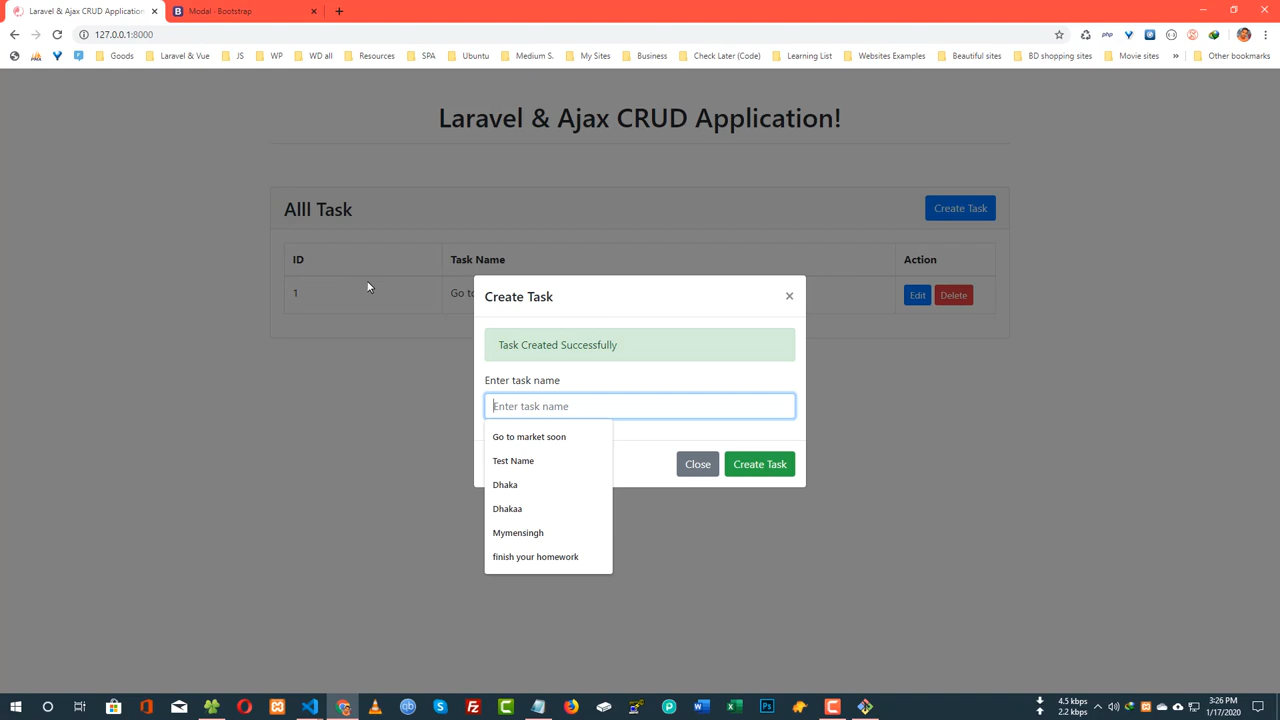 Laravel & Ajax CRUD Application
Modal · Bootstrap
127.0.0.1:8000
php
Goods
Laravel & Vue
JS
WP
WD all
Resources
SPA
Ubuntu
Medium S.
My Sites
Business
Check Later (Code)
Learning List
Websites Examples
Beautiful sites
BD shopping sites
Movie sites
»
Other bookmarks
Laravel & Ajax CRUD Application!
Alll Task
Create Task
ID
Task Name
Action
1
Go to
Edit
Delete
Create Task
×
Task Created Successfully
Enter task name
Enter task name
Go to market soon
Test Name
Dhaka
Dhakaa
Mymensingh
finish your homework
Close
Create Task
4.5 kbps
2.2 kbps
3:26 PM
1/17/2020